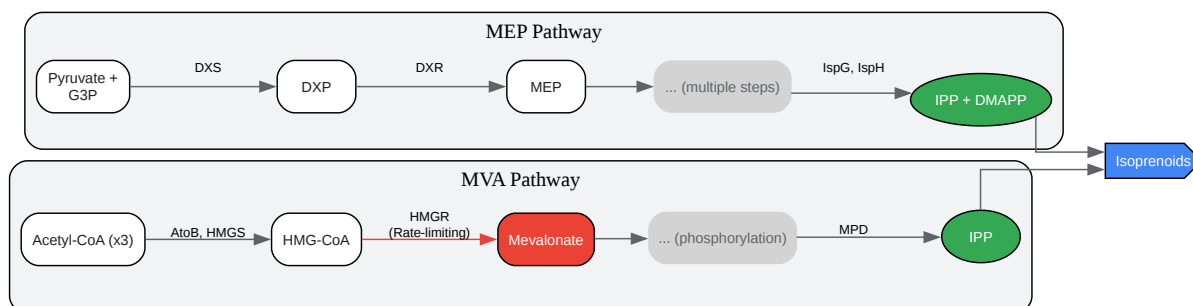 MEP Pathway
Pyruvate +
G3P
DXS
DXP
DXR
MEP
... (multiple steps)
IspG, IspH
IPP + DMAPP
Isoprenoids
MVA Pathway
Acetyl-CoA (x3)
AtoB, HMGS
HMG-CoA
HMGR
(Rate-limiting)
Mevalonate
... (phosphorylation)
MPD
IPP